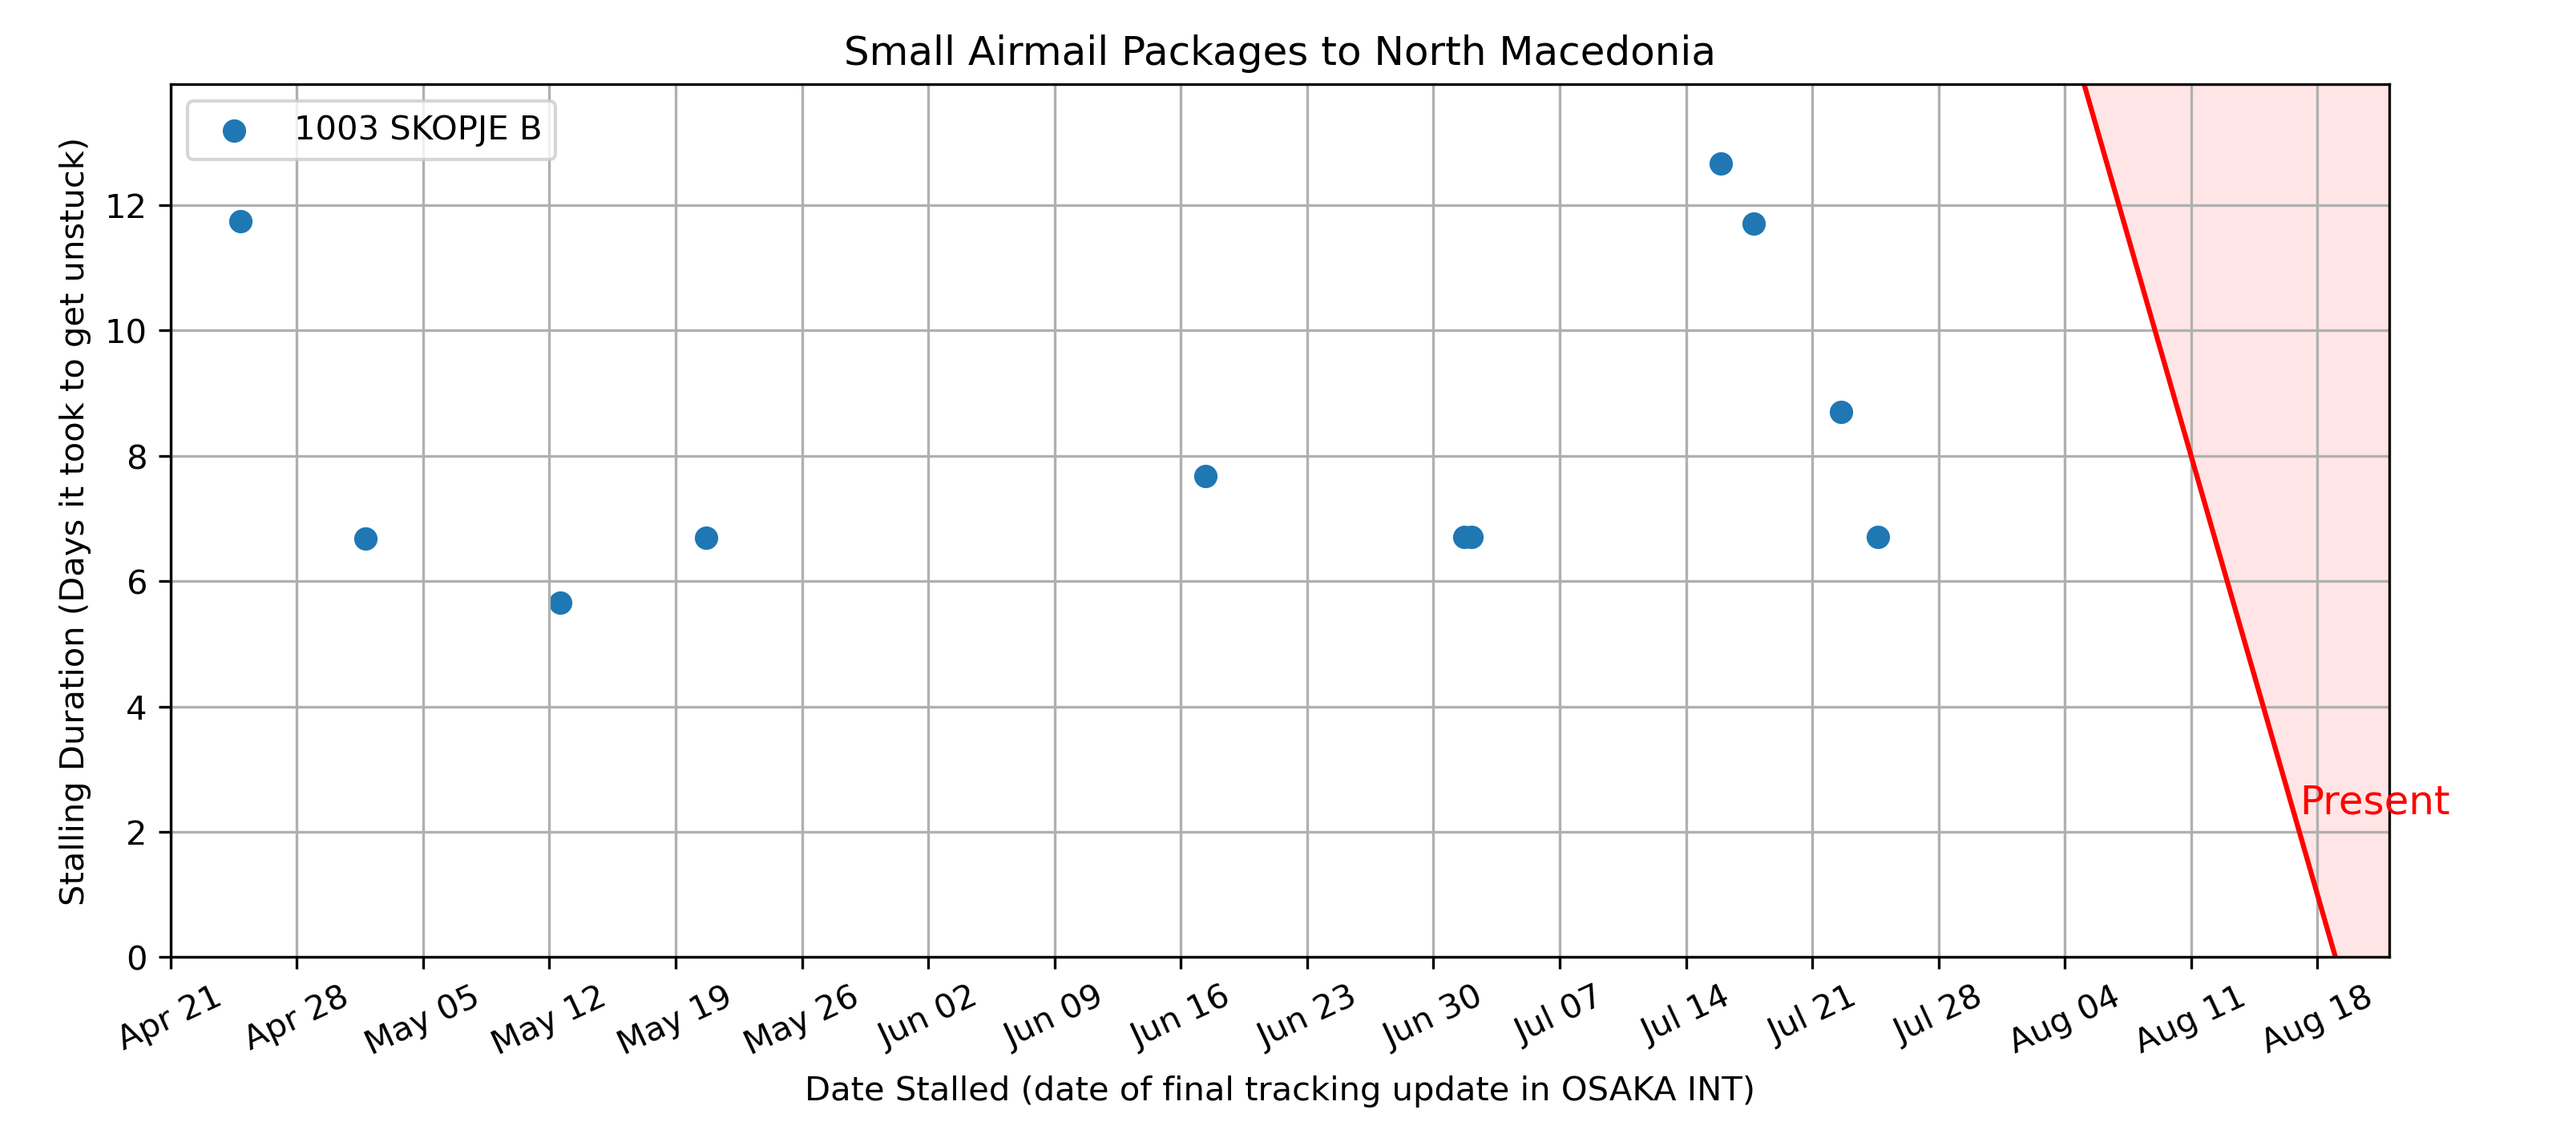 Small Airmail Packages to North Macedonia
1003 SKOPJE B
Stalling Duration (Days it took to get unstuck)
12
10
8
6
4
2
0
Present
Apr 21
Apr 28
May 05
May 12
May 19
May 26
Jun 02
Jun 09
Jun 16
Jun 23
Jun 30
Jul 07
Jul 14
Jul 21
Jul 28
Aug 04
Aug 11
Aug 18
Date Stalled (date of final tracking update in OSAKA INT)